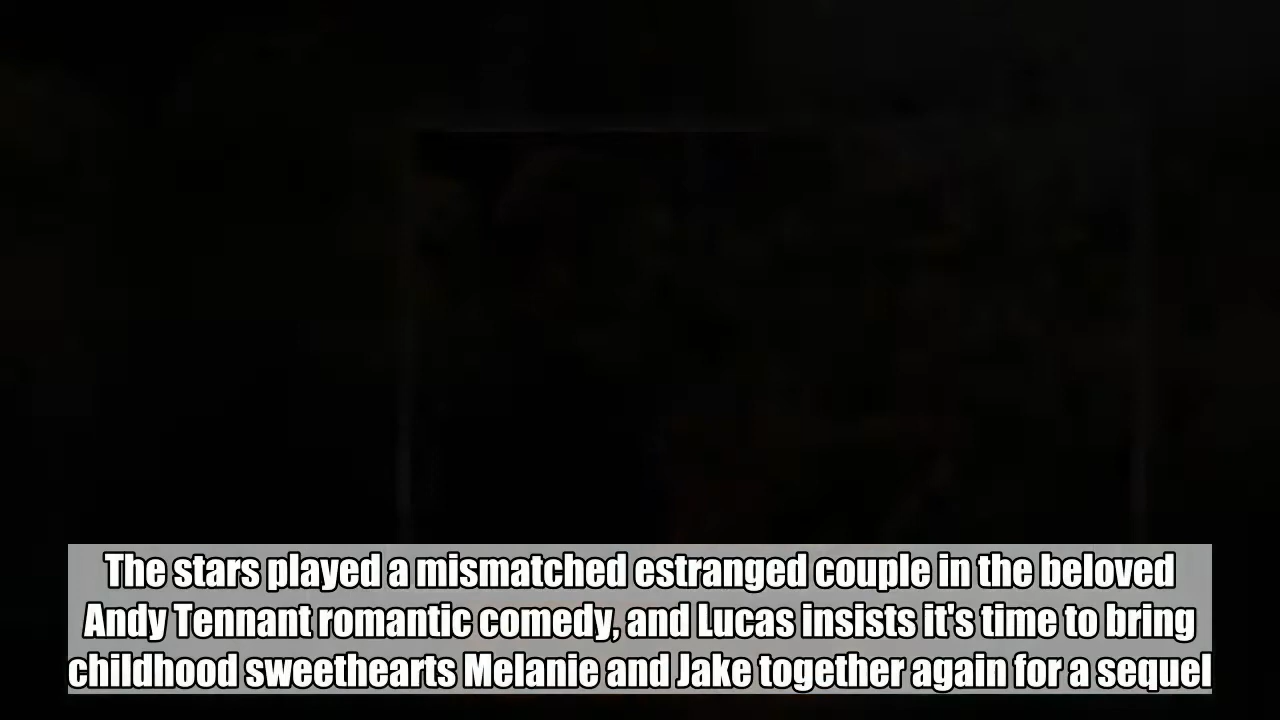 The stars played a mismatched estranged couple in the beloved
Andy Tennant romantic comedy, and Lucas insists it's time to bring
childhood sweethearts Melanie and Jake together again for a sequel